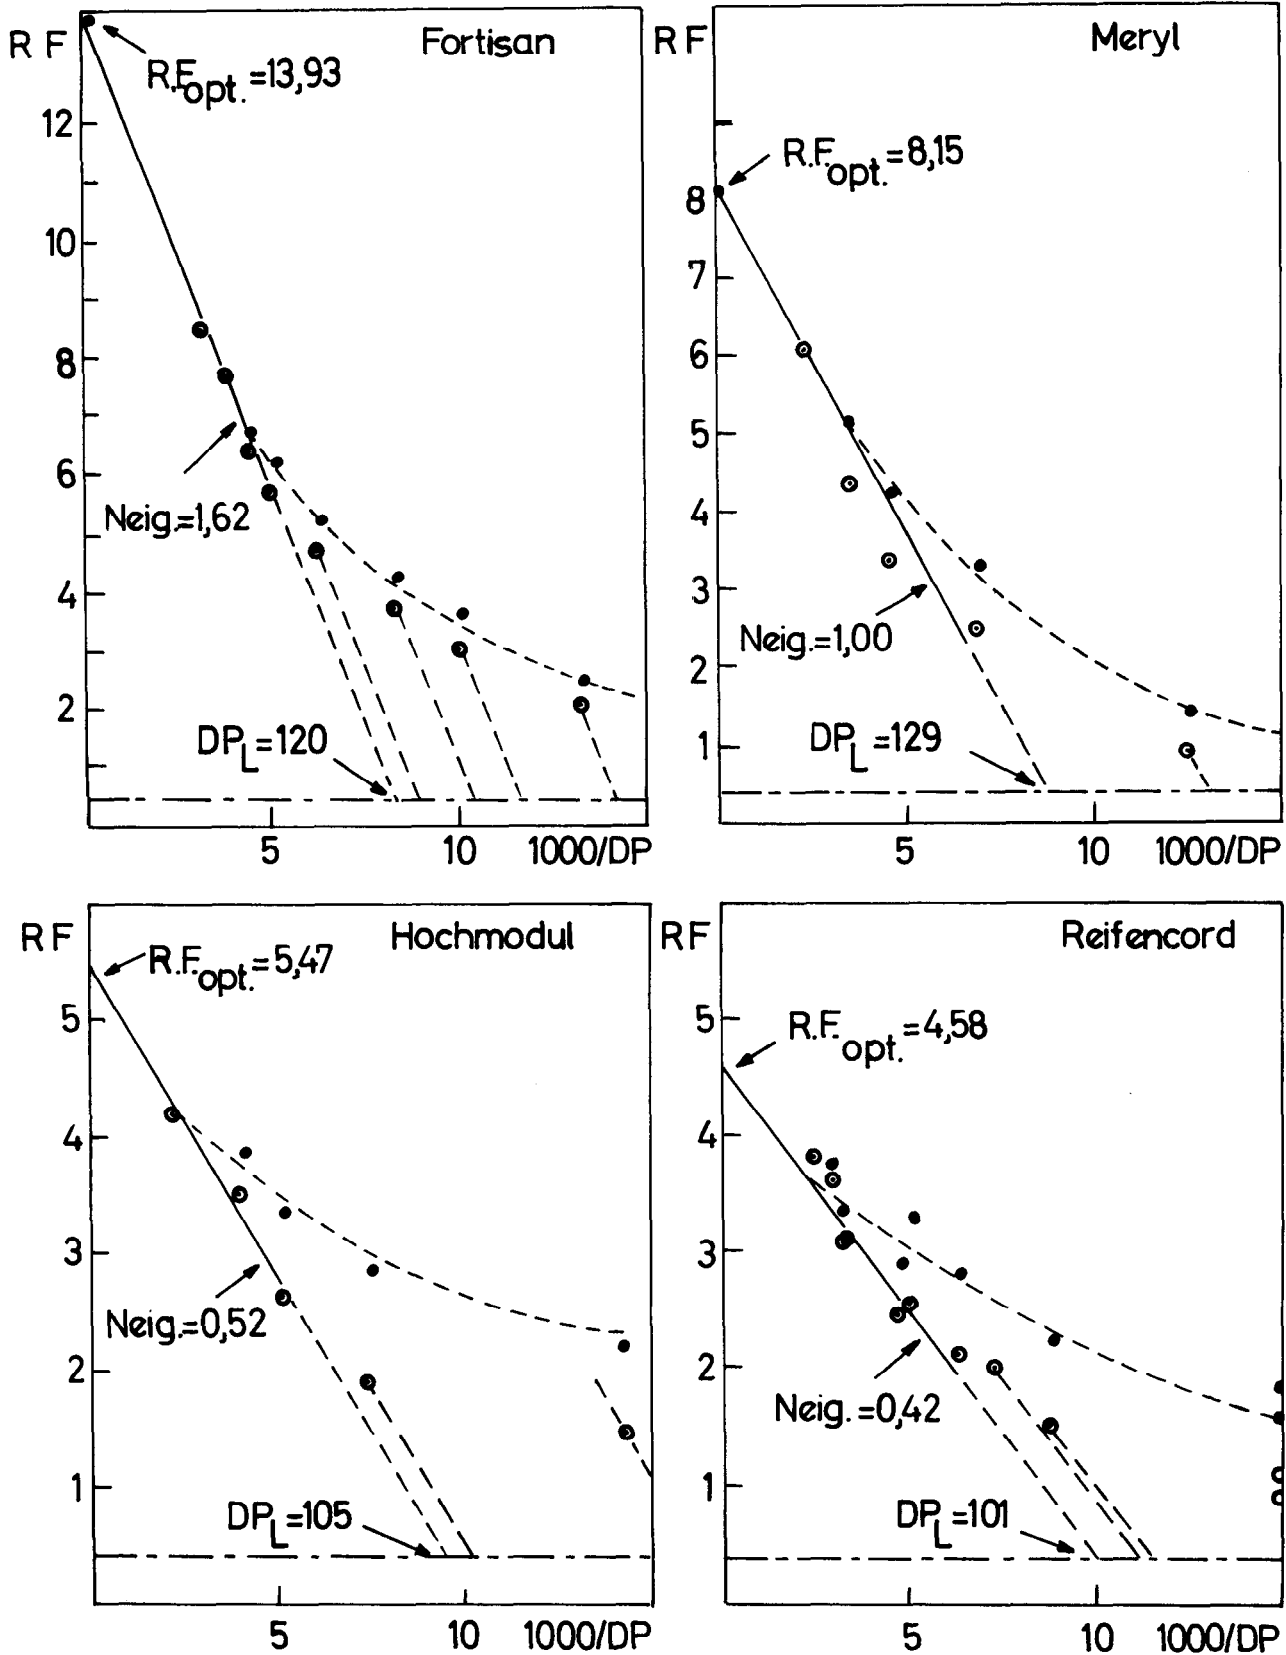 RF
Fortisan
R.F.opt.=13,93
12
10
8
6
Neig.=1,62
4
2
DPL=120
5
10
1000/DP
RF
Meryl
R.F.opt.=8,15
8
7
6
5
4
3
Neig.=1,00
2
DPL=129
1
5
10
1000/DP
RF
Hochmodul
R.F.opt.=5,47
5
4
3
Neig.=0,52
2
1
DPL=105
5
10
1000/DP
RF
Reifencord
R.F.opt.=4,58
5
4
3
2
Neig.=0,42
1
DPL=101
5
10
1000/DP